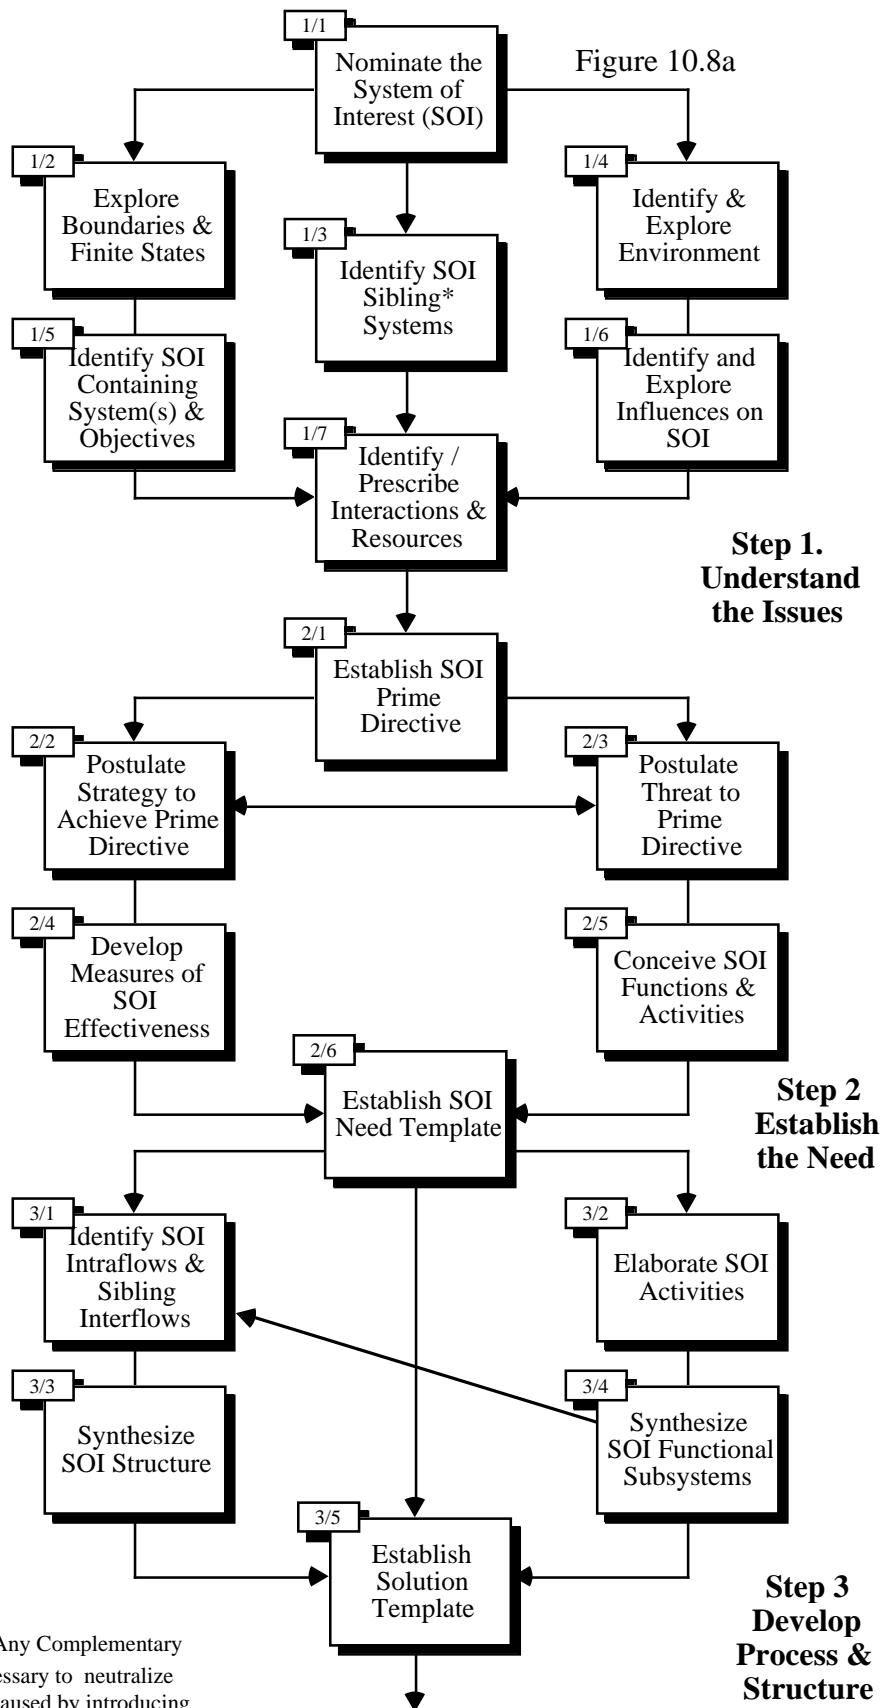 1/1
Nominate the
System of
Interest (SOI)
Figure 10.8a
1/2
Explore
Boundaries &
Finite States
1/3
Identify SOI
Sibling*
Systems
1/4
Identify &
Explore
Environment
1/5
Identify SOI
Containing
System(s) &
Objectives
1/6
Identify and
Explore
Influences on
SOI
1/7
Identify /
Prescribe
Interactions &
Resources
Step 1.
Understand
the Issues
2/1
Establish SOI
Prime
Directive
2/2
Postulate
Strategy to
Achieve Prime
Directive
2/3
Postulate
Threat to
Prime
Directive
2/4
Develop
Measures of
SOI
Effectiveness
2/5
Conceive SOI
Functions &
Activities
2/6
Establish SOI
Need Template
Step 2
Establish
the Need
3/1
Identify SOI
Intraflows &
Sibling
Interflows
3/2
Elaborate SOI
Activities
3/3
Synthesize
SOI Structure
3/4
Synthesize
SOI Functional
Subsystems
3/5
Establish
Solution
Template
Step 3
Develop
Process &
Structure
Any Complementary
essary to neutralize
aused by introducing